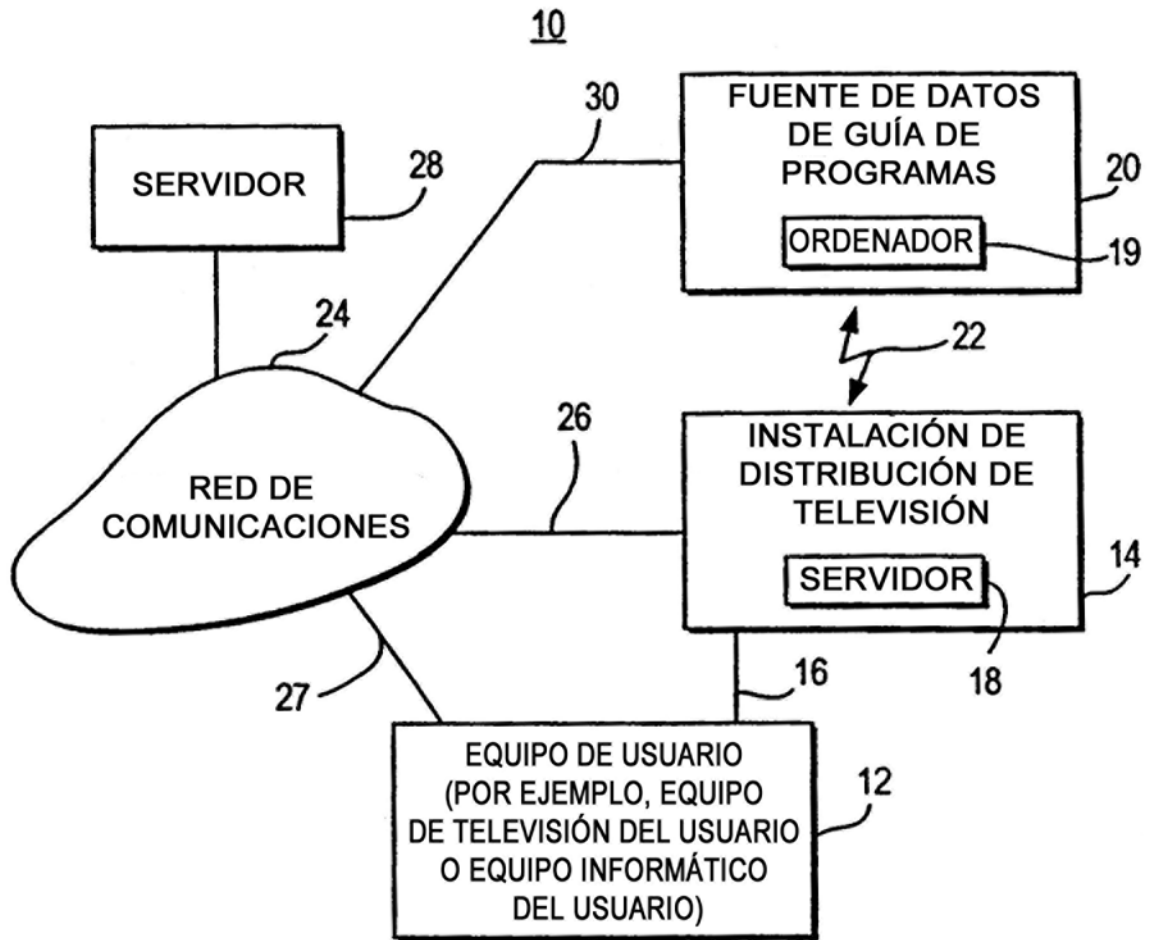 10
FUENTE DE DATOS
DE GUÍA DE
PROGRAMAS
ORDENADOR
20
19
30
SERVIDOR
28
24
22
RED DE
COMUNICACIONES
26
INSTALACIÓN DE
DISTRIBUCIÓN DE
TELEVISIÓN
SERVIDOR
14
18
27
16
EQUIPO DE USUARIO
(POR EJEMPLO, EQUIPO
DE TELEVISIÓN DEL USUARIO
O EQUIPO INFORMÁTICO
DEL USUARIO)
12